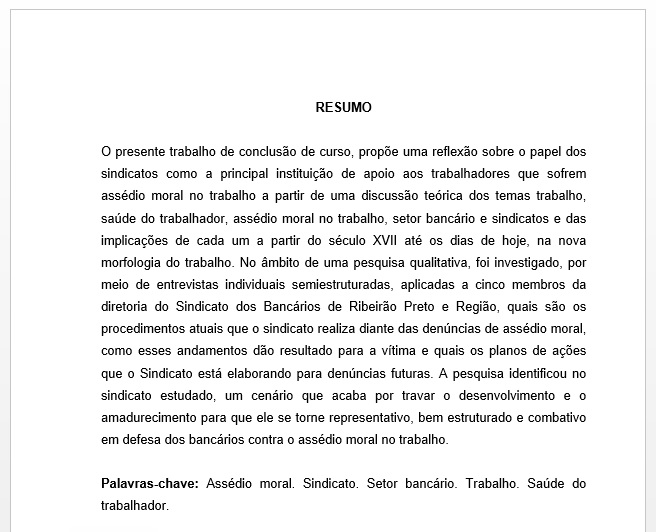 RESUMO
O presente trabalho de conclusão de curso, propõe uma reflexão sobre o papel dos
sindicatos como a principal instituição de apoio aos trabalhadores que sofrem
assédio moral no trabalho a partir de uma discussão teórica dos temas trabalho,
saúde do trabalhador, assédio moral no trabalho, setor bancário e sindicatos e das
implicações de cada um a partir do século XVII até os dias de hoje, na nova
morfologia do trabalho. No âmbito de uma pesquisa qualitativa, foi investigado, por
meio de entrevistas individuais semiestruturadas, aplicadas a cinco membros da
diretoria do Sindicato dos Bancários de Ribeirão Preto e Região, quais são os
procedimentos atuais que o sindicato realiza diante das denúncias de assédio moral,
como esses andamentos dão resultado para a vítima e quais os planos de ações
que o Sindicato está elaborando para denúncias futuras. A pesquisa identificou no
sindicato estudado, um cenário que acaba por travar o desenvolvimento e o
amadurecimento para que ele se torne representativo, bem estruturado e combativo
em defesa dos bancários contra o assédio moral no trabalho.
Palavras-chave: Assédio moral. Sindicato. Setor bancário. Trabalho. Saúde do
trabalhador.